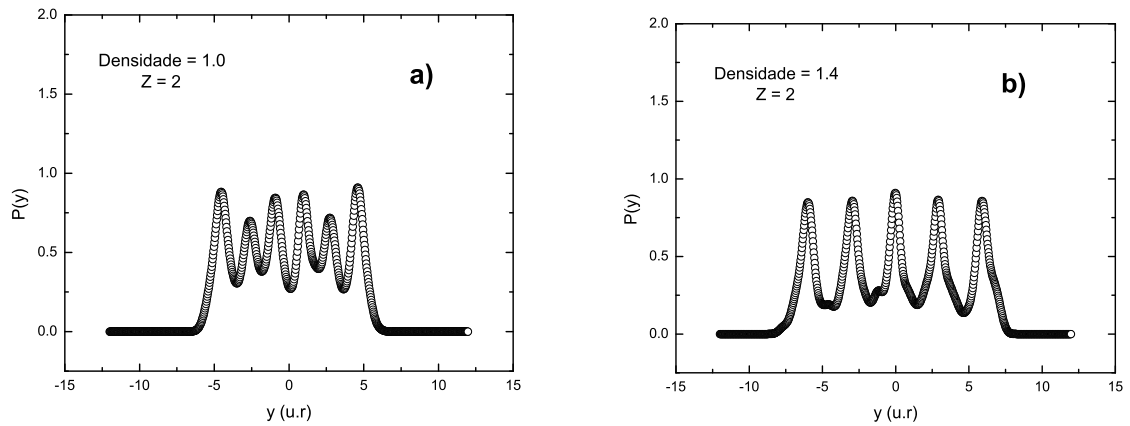 Densidade = 1.0
Z = 2
a)
2.0
1.5
1.0
0.5
0.0
P(y)
-15 -10 -5 0 5 10 15
y (u.r)
Densidade = 1.4
Z = 2
b)
2.0
1.5
1.0
0.5
0.0
P(y)
-15 -10 -5 0 5 10 15
y (u.r)